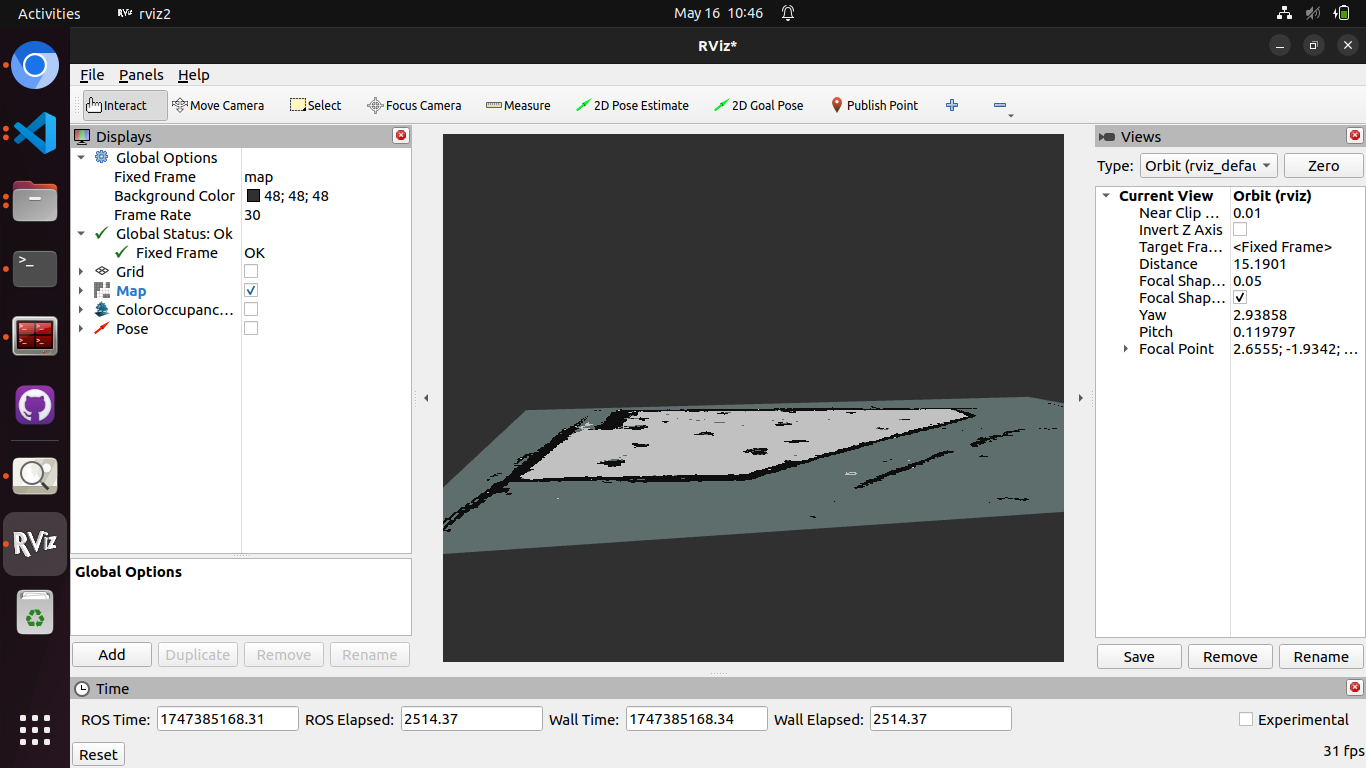 Activities RViz rviz2 May 16 10:46
RViz*
File Panels Help
Interact Move Camera Select Focus Camera Measure 2D Pose Estimate 2D Goal Pose Publish Point
Displays
Global Options
Fixed Frame map
Background Color 48; 48; 48
Frame Rate 30
Global Status: Ok
Fixed Frame OK
Grid
Map
ColorOccupanc...
Pose
Global Options
Add Duplicate Remove Rename
Views
Type: Orbit (rviz_defau Zero
Current View Orbit (rviz)
Near Clip ... 0.01
Invert Z Axis
Target Fra... <Fixed Frame>
Distance 15.1901
Focal Shap... 0.05
Focal Shap...
Yaw 2.93858
Pitch 0.119797
Focal Point 2.6555; -1.9342; ...
Save Remove Rename
RViz
Time
ROS Time: 1747385168.31 ROS Elapsed: 2514.37 Wall Time: 1747385168.34 Wall Elapsed: 2514.37 Experimental
Reset 31 fps